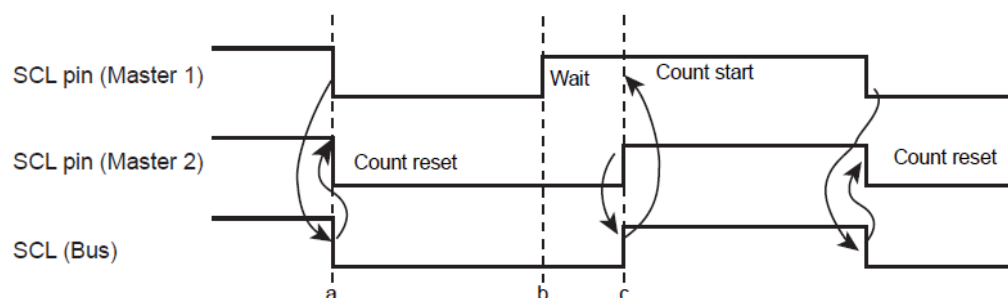 SCL pin (Master 1)
Wait
Count start
SCL pin (Master 2)
Count reset
Count reset
SCL (Bus)
a
b
c